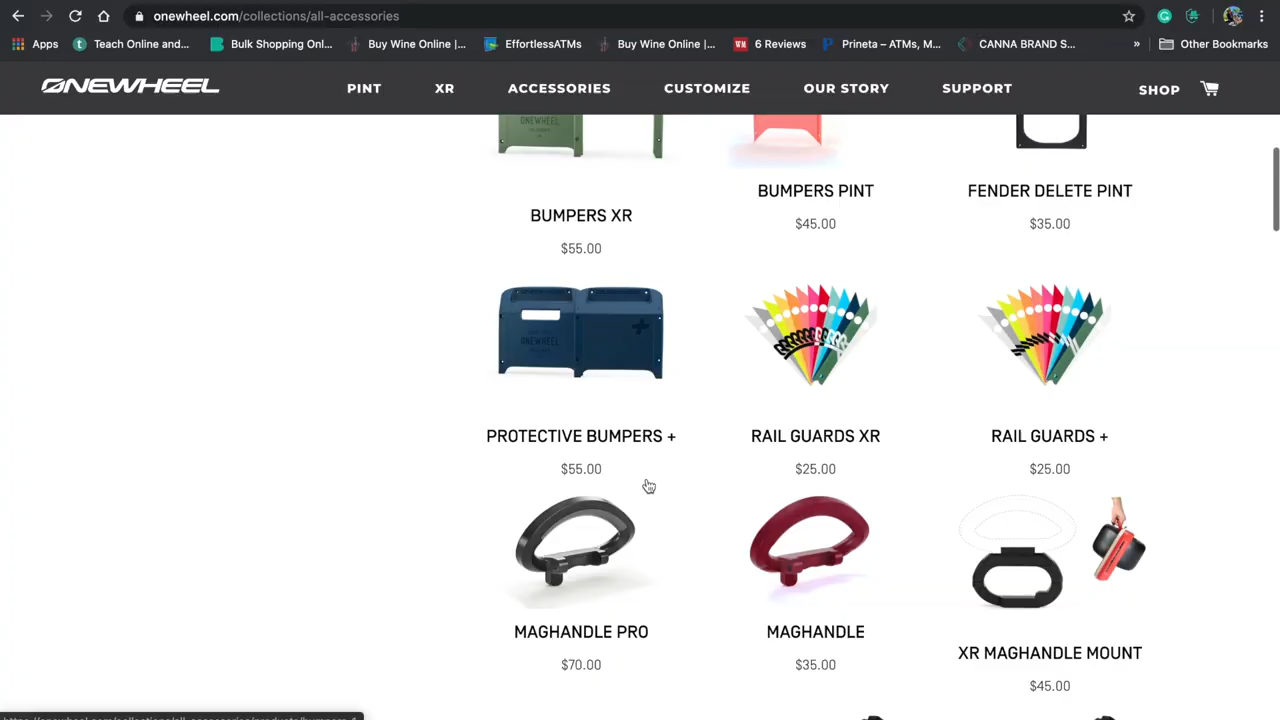 onewheel.com/collections/all-accessories
Apps Teach Online and... Bulk Shopping Onl... Buy Wine Online |... EffortlessATMs Buy Wine Online |... WM 6 Reviews Prineta – ATMs, M... CANNA BRAND S... » Other Bookmarks
ONEWHEEL PINT XR ACCESSORIES CUSTOMIZE OUR STORY SUPPORT SHOP
ONEWHEEL
BUMPERS XR
$55.00
BUMPERS PINT
$45.00
FENDER DELETE PINT
$35.00
ONEWHEEL
PROTECTIVE BUMPERS +
$55.00
RAIL GUARDS XR
$25.00
RAIL GUARDS +
$25.00
MAGHANDLE PRO
$70.00
MAGHANDLE
$35.00
XR MAGHANDLE MOUNT
$45.00